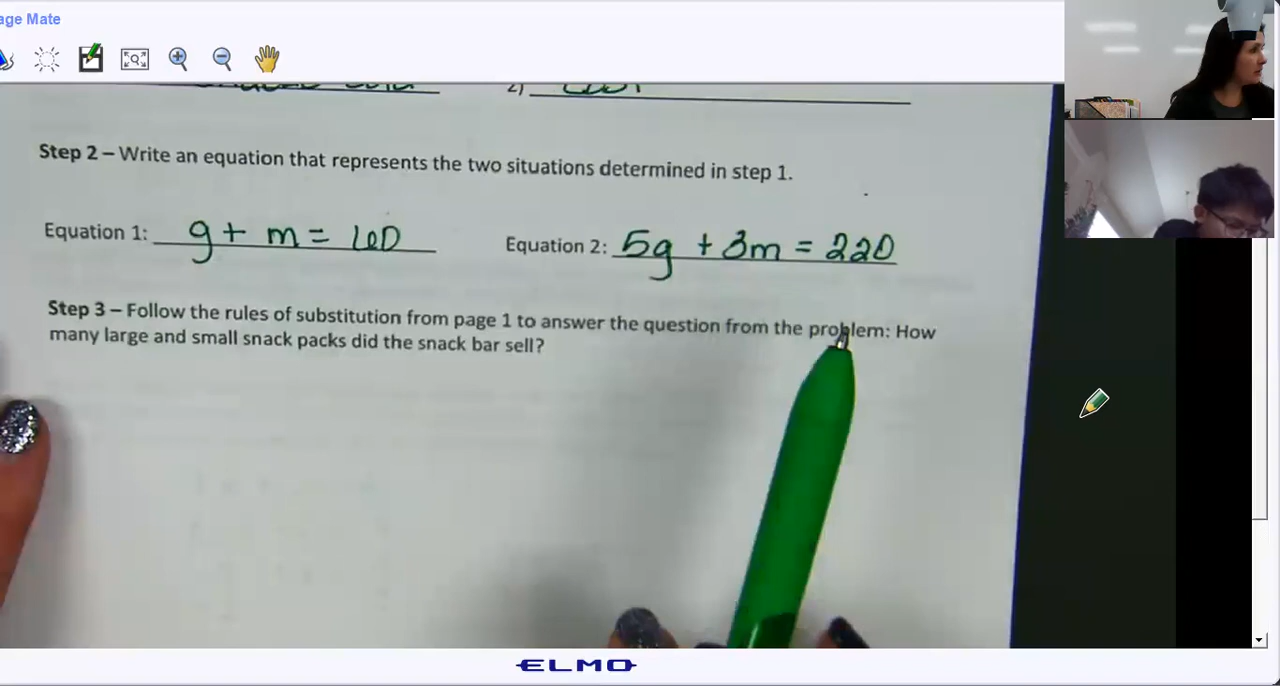 age Mate
2)
Step 2 – Write an equation that represents the two situations determined in step 1.
Equation 1: g + m = 60 Equation 2: 5g + 3m = 220
Step 3 – Follow the rules of substitution from page 1 to answer the question from the problem: How
many large and small snack packs did the snack bar sell?
ELMO